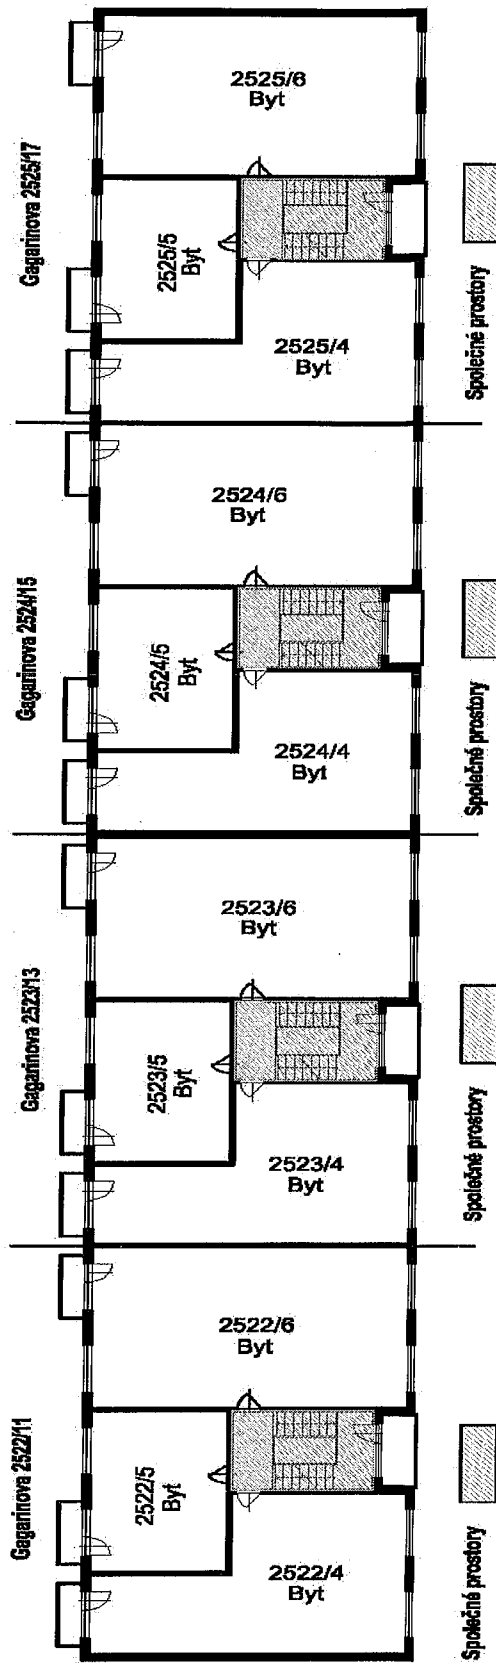 2525/6
Byt
Gagarinova 2525/17
2525/5
Byt
2525/4
Byt
Společné prostory
2524/6
Byt
Gagarinova 2524/15
2524/5
Byt
2524/4
Byt
Společné prostory
2523/6
Byt
Gagarinova 2523/13
2523/5
Byt
2523/4
Byt
Společné prostory
2522/6
Byt
Gagarinova 2522/11
2522/5
Byt
2522/4
Byt
Společné prostory